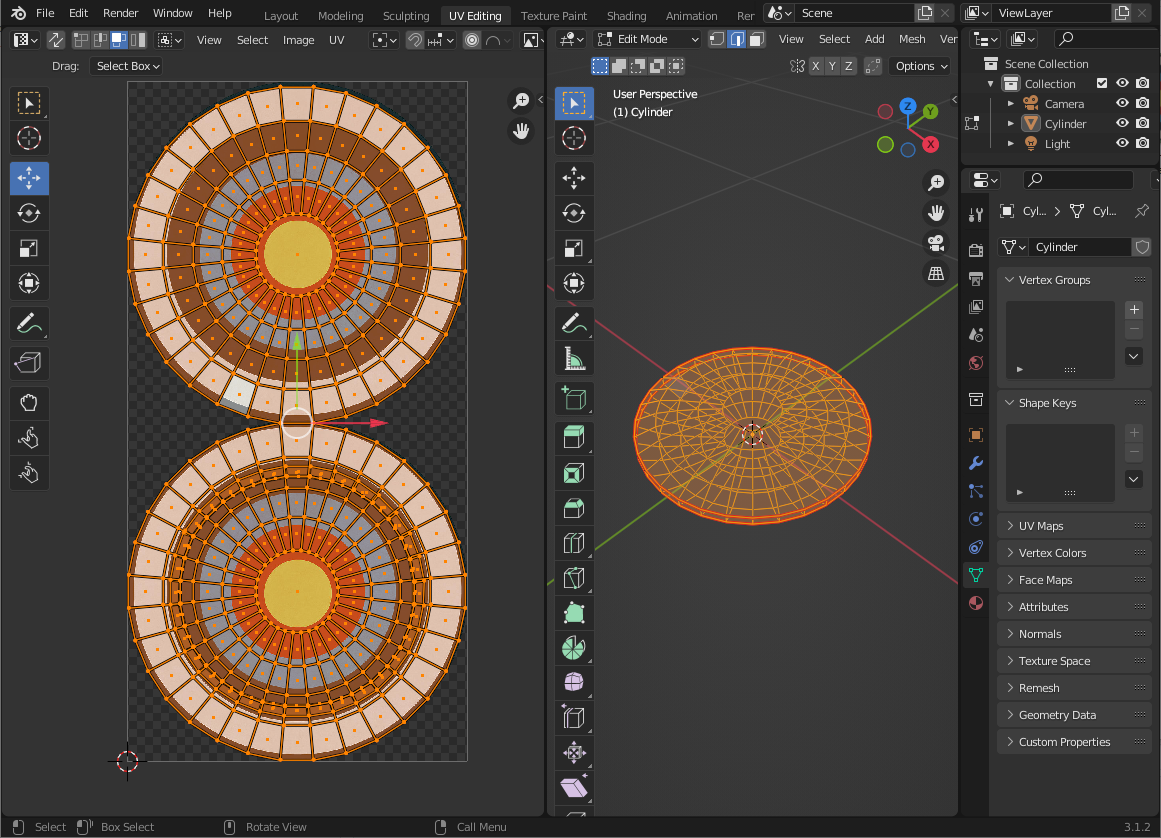 File Edit Render Window Help Layout Modeling Sculpting UV Editing Texture Paint Shading Animation Rer Scene ViewLayer
View Select Image UV Edit Mode View Select Add Mesh Ver
Drag: Select Box X Y Z Options
User Perspective
(1) Cylinder
Z
Y
X
Scene Collection
Collection
Camera
Cylinder
Light
Cyl... Cyl...
Cylinder
Vertex Groups
Shape Keys
UV Maps
Vertex Colors
Face Maps
Attributes
Normals
Texture Space
Remesh
Geometry Data
Custom Properties
Select Box Select Rotate View Call Menu 3.1.2